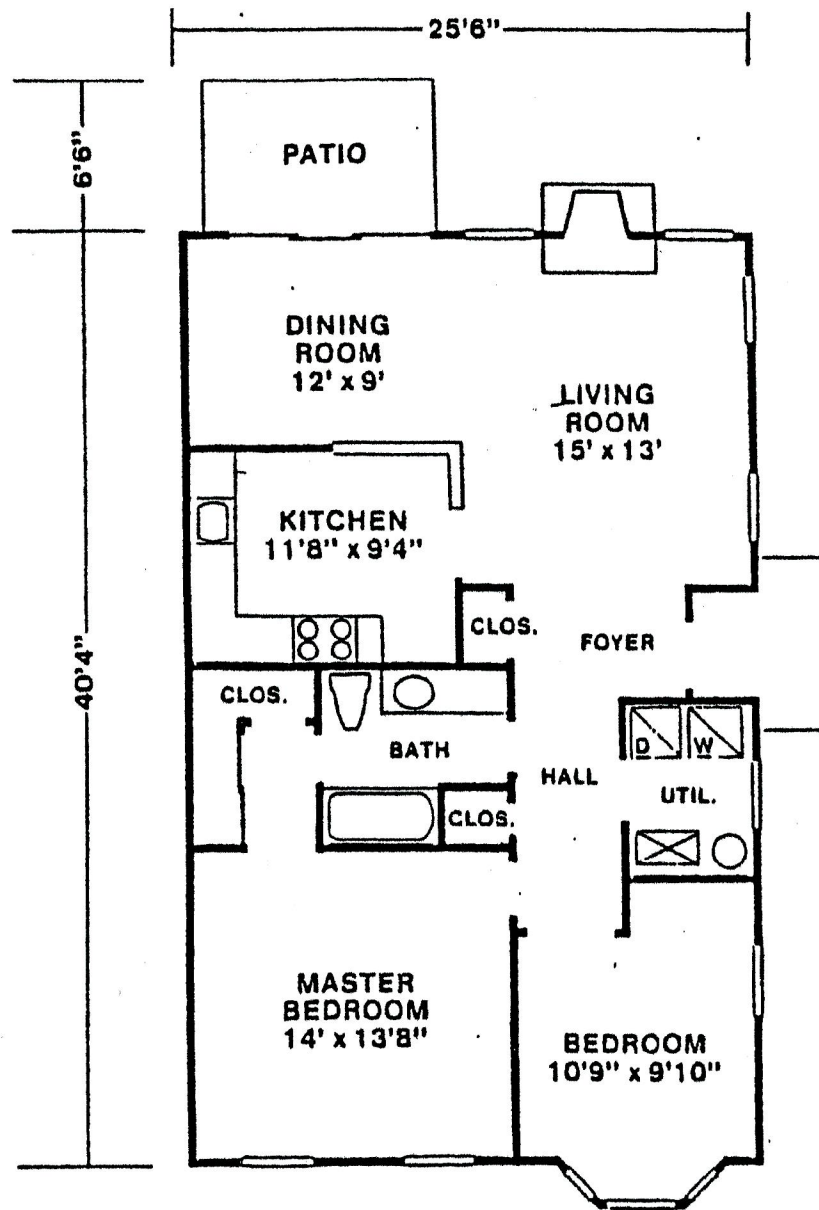 25'6"
6'6"
PATIO
DINING
ROOM
12' x 9'
LIVING
ROOM
15' x 13'
KITCHEN
11'8" x 9'4"
CLOS.
FOYER
40'4"
CLOS.
BATH
D W
HALL
UTIL.
CLOS.
MASTER
BEDROOM
14' x 13'8"
BEDROOM
10'9" x 9'10"